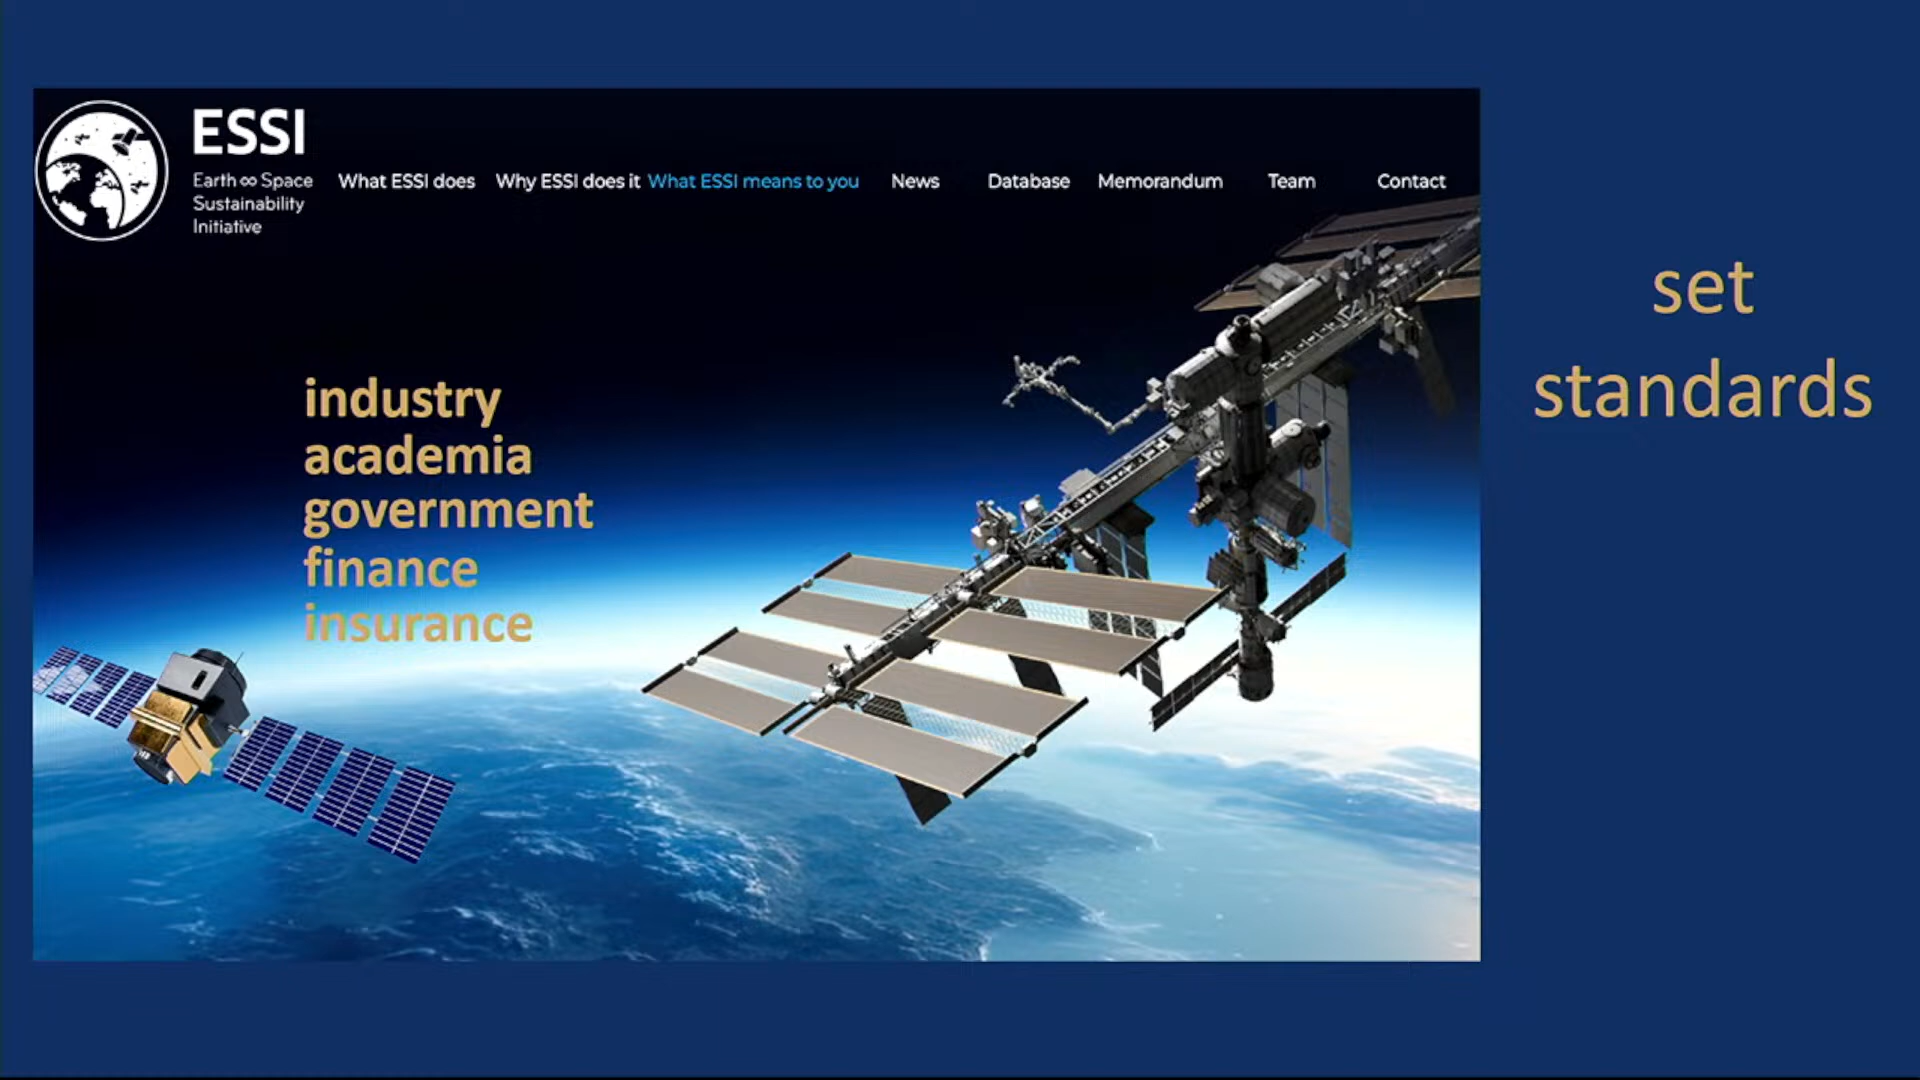 ESSI
Earth ∞ Space
Sustainability
Initiative
What ESSI does Why ESSI does it What ESSI means to you News Database Memorandum Team Contact
industry
academia
government
finance
insurance
set
standards